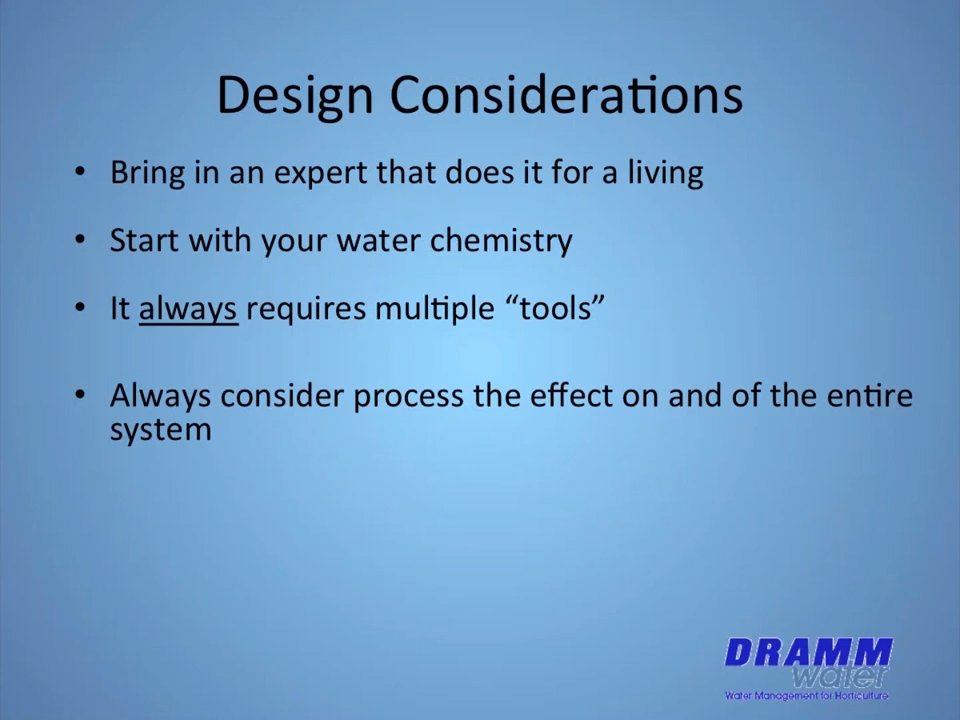 Design Considerations
• Bring in an expert that does it for a living
• Start with your water chemistry
• It always requires multiple “tools”
• Always consider process the effect on and of the entire
system
DRAMM
water
Water Management for Horticulture